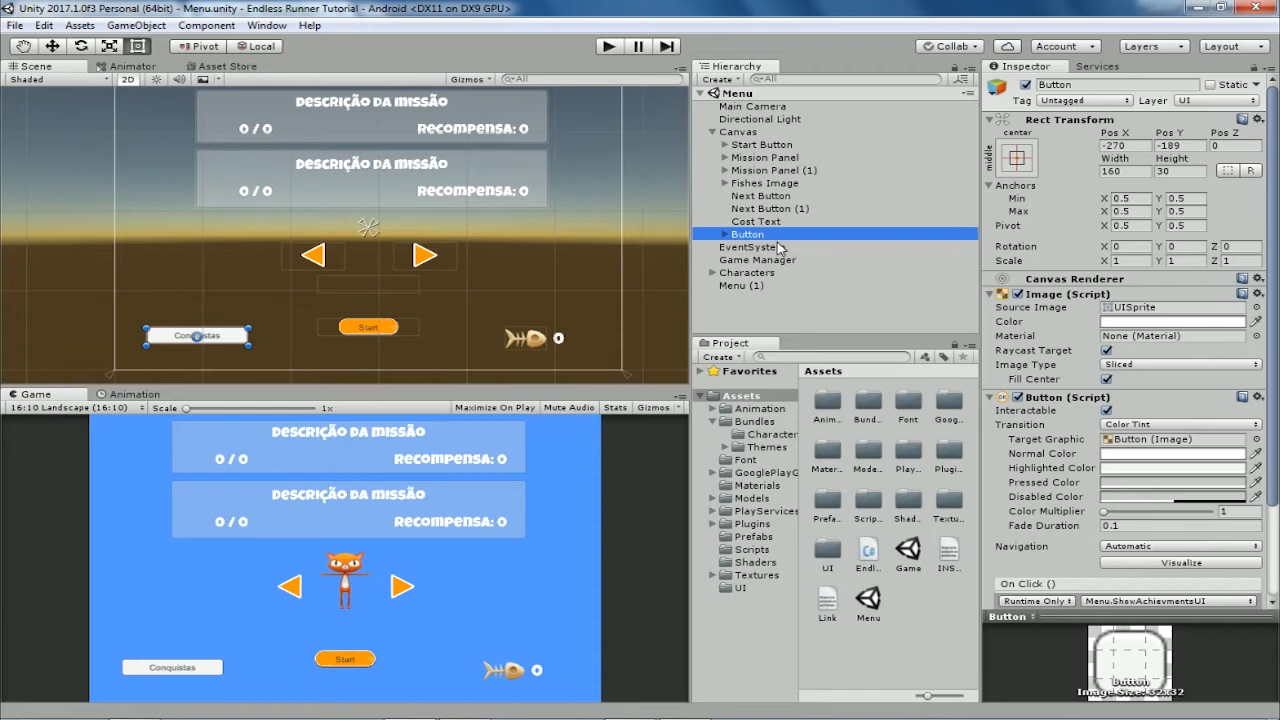 Unity 2017.1.0f3 Personal (64bit) - Menu.unity - Endless Runner Tutorial - Android <DX11 on DX9 GPU>
File Edit Assets GameObject Component Window Help
Pivot Local Collab Account Layers Layout
Scene Animator Asset Store
Shaded 2D Gizmos All
Descrição da missão
0 / 0 Recompensa: 0
Descrição da missão
0 / 0 Recompensa: 0
Conquistas Start 0
Game Animation
16:10 Landscape (16:10) Scale 1x Maximize On Play Mute Audio Stats Gizmos
Descrição da missão
0 / 0 Recompensa: 0
Descrição da missão
0 / 0 Recompensa: 0
Conquistas Start 0
Hierarchy
Create All
Menu
Main Camera
Directional Light
Canvas
Start Button
Mission Panel
Mission Panel (1)
Fishes Image
Next Button
Next Button (1)
Cost Text
Button
EventSyste
Game Manager
Characters
Menu (1)
Project
Create
Favorites
Assets
Animation
Bundles
Character
Themes
Font
GooglePlayG
Materials
Models
PlayServices
Plugins
Prefabs
Scripts
Shaders
Textures
UI
Assets
Anim... Bund... Font Goog...
Mater... Mode... Play... Plugi...
Prefa... Scrip... Shad... Textu...
UI Endl... Game INS...
Link Menu
Inspector Services
Button Static
Tag Untagged Layer UI
Rect Transform
center Pos X Pos Y Pos Z
middle -270 -189 0
Width Height
160 30 R
Anchors
Min X 0.5 Y 0.5
Max X 0.5 Y 0.5
Pivot X 0.5 Y 0.5
Rotation X 0 Y 0 Z 0
Scale X 1 Y 1 Z 1
Canvas Renderer
Image (Script)
Source Image UISprite
Color
Material None (Material)
Raycast Target
Image Type Sliced
Fill Center
Button (Script)
Interactable
Transition Color Tint
Target Graphic Button (Image)
Normal Color
Highlighted Color
Pressed Color
Disabled Color
Color Multiplier 1
Fade Duration 0.1
Navigation Automatic
Visualize
On Click ()
Runtime Only Menu.ShowAchievmentsUI
Button
button
Image Size: 32x32